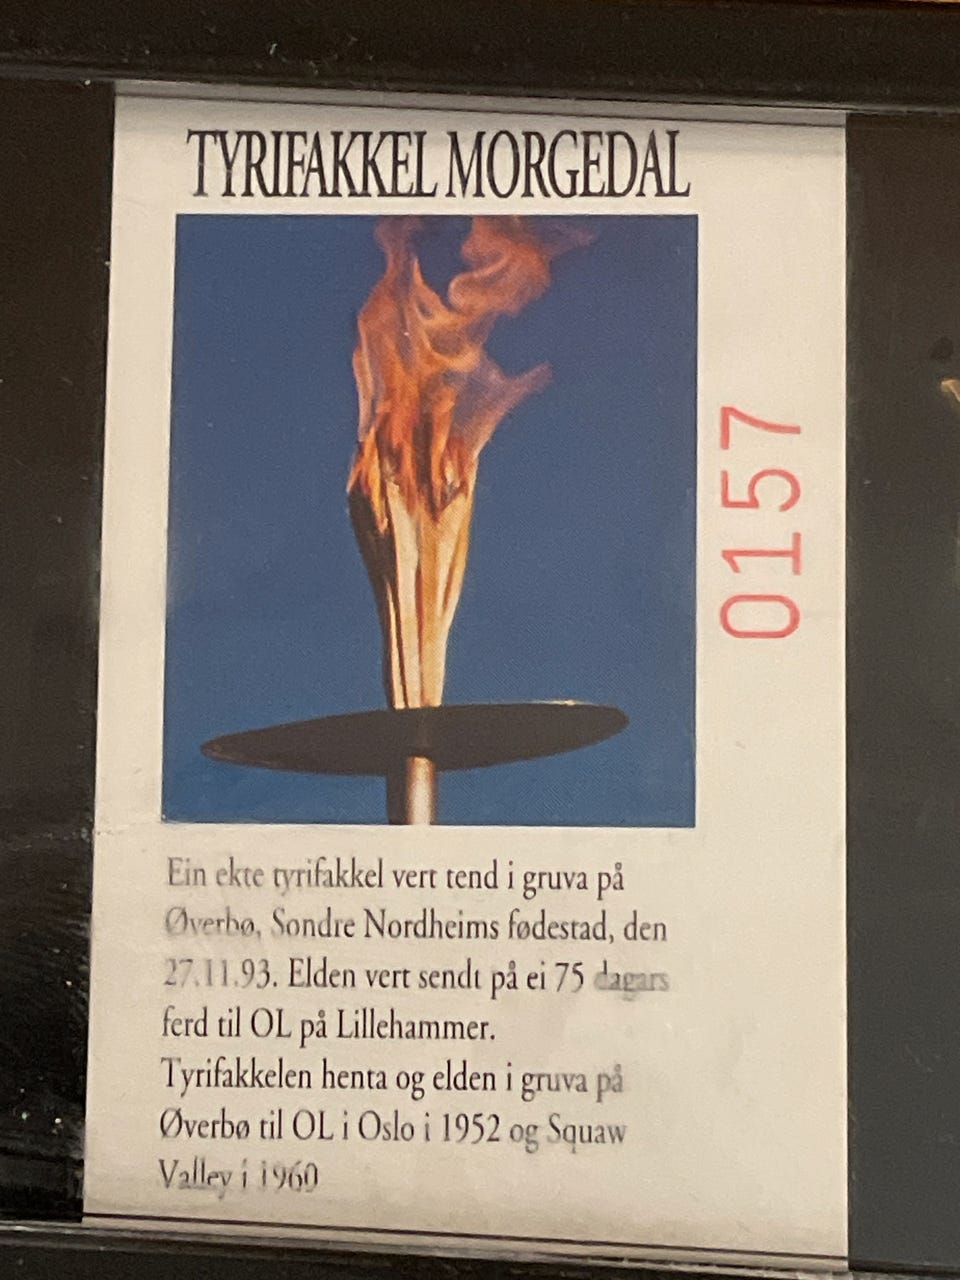 TYRIFAKKEL MORGEDAL
0157
Ein ekte tyrifakkel vert tend i gruva på
Øverbø, Sondre Nordheims fødestad, den
27.11.93. Elden vert sendt på ei 75 dagars
ferd til OL på Lillehammer.
Tyrifakkelen henta og elden i gruva på
Øverbø til OL i Oslo i 1952 og Squaw
Valley i 1960